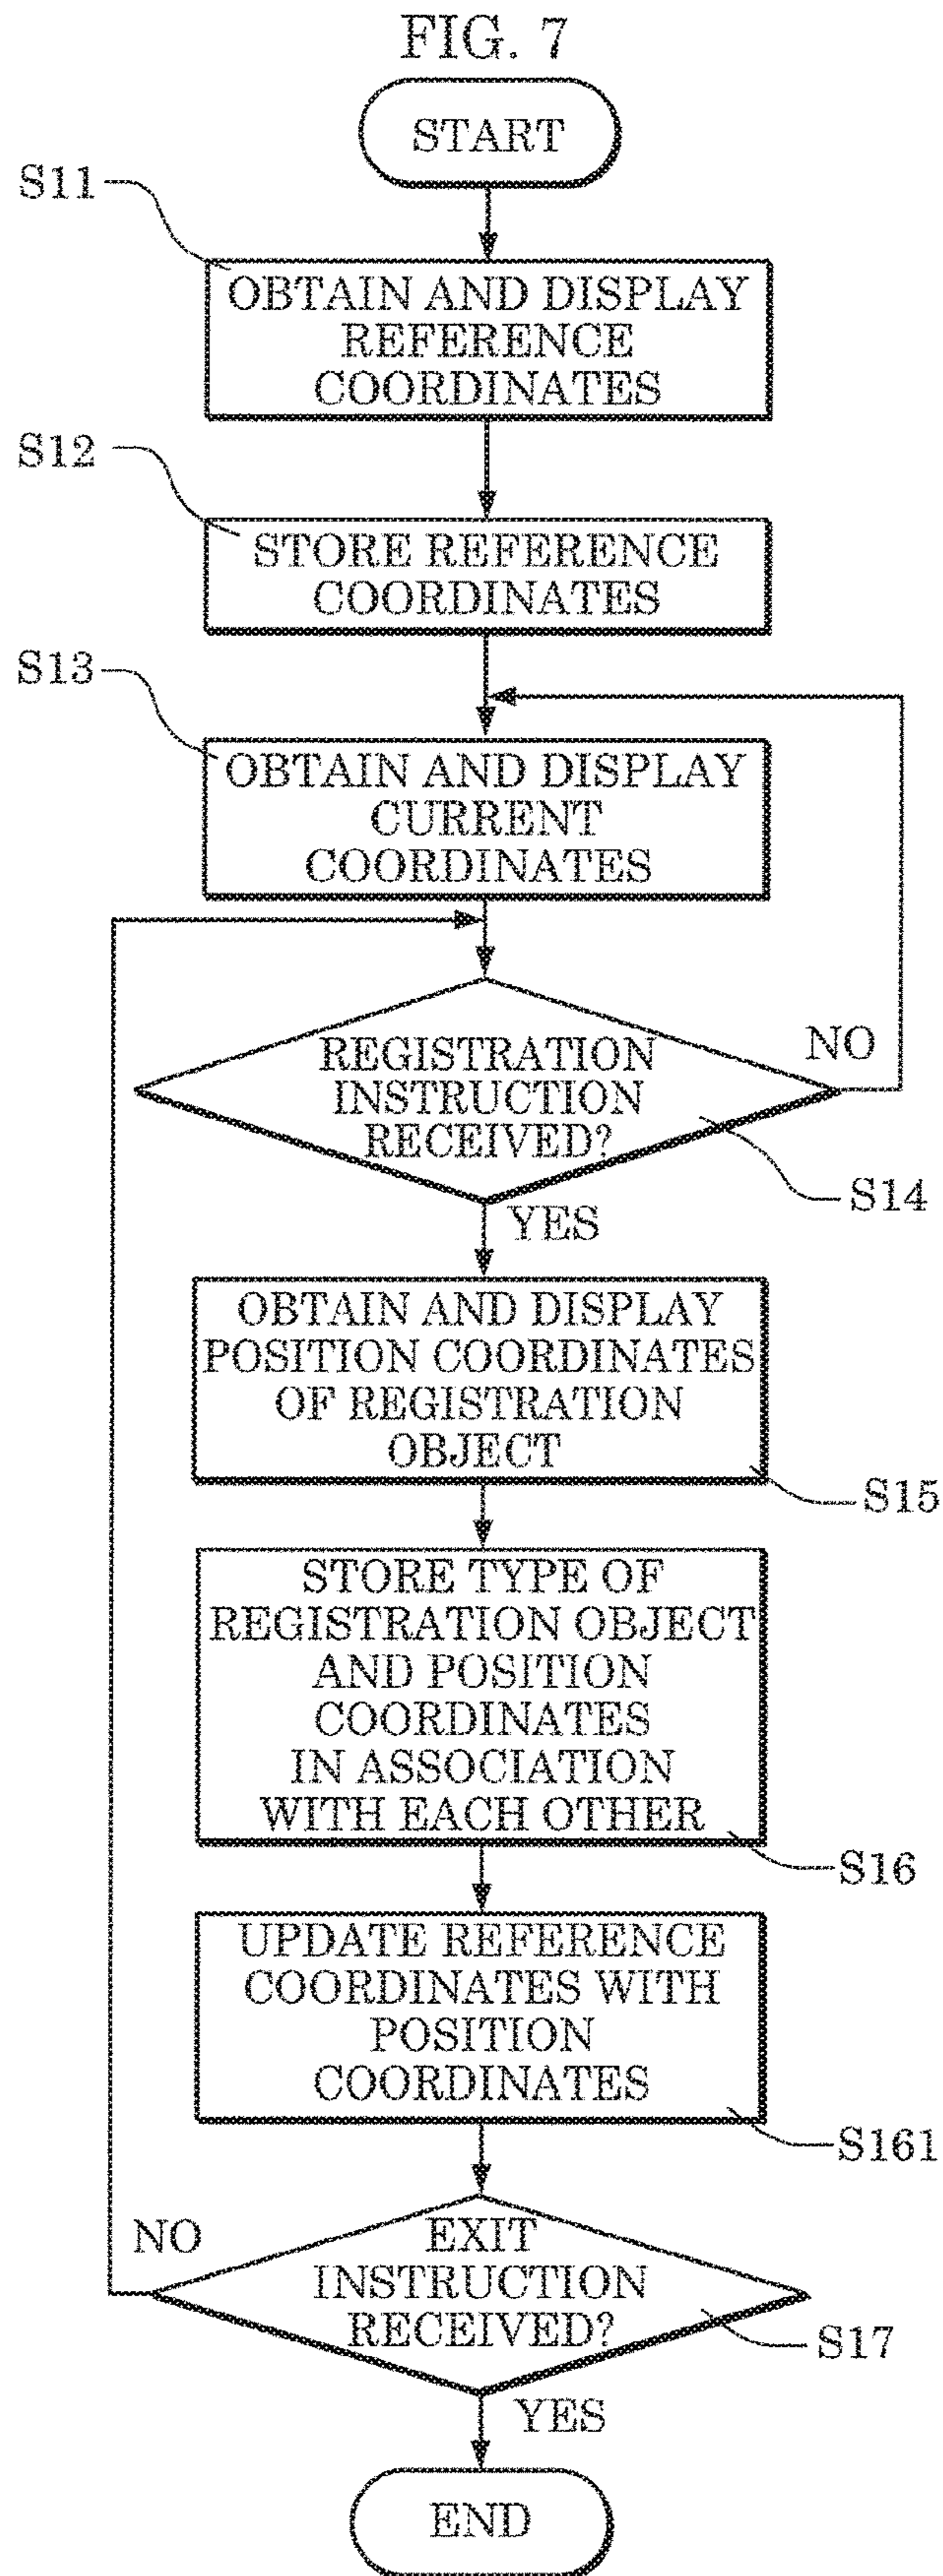 FIG. 7
START
S11
OBTAIN AND DISPLAY
REFERENCE
COORDINATES
S12
STORE REFERENCE
COORDINATES
S13
OBTAIN AND DISPLAY
CURRENT
COORDINATES
REGISTRATION
INSTRUCTION
RECEIVED?
NO
S14
YES
OBTAIN AND DISPLAY
POSITION COORDINATES
OF REGISTRATION
OBJECT
S15
STORE TYPE OF
REGISTRATION OBJECT
AND POSITION
COORDINATES
IN ASSOCIATION
WITH EACH OTHER
S16
UPDATE REFERENCE
COORDINATES WITH
POSITION
COORDINATES
S161
NO
EXIT
INSTRUCTION
RECEIVED?
S17
YES
END